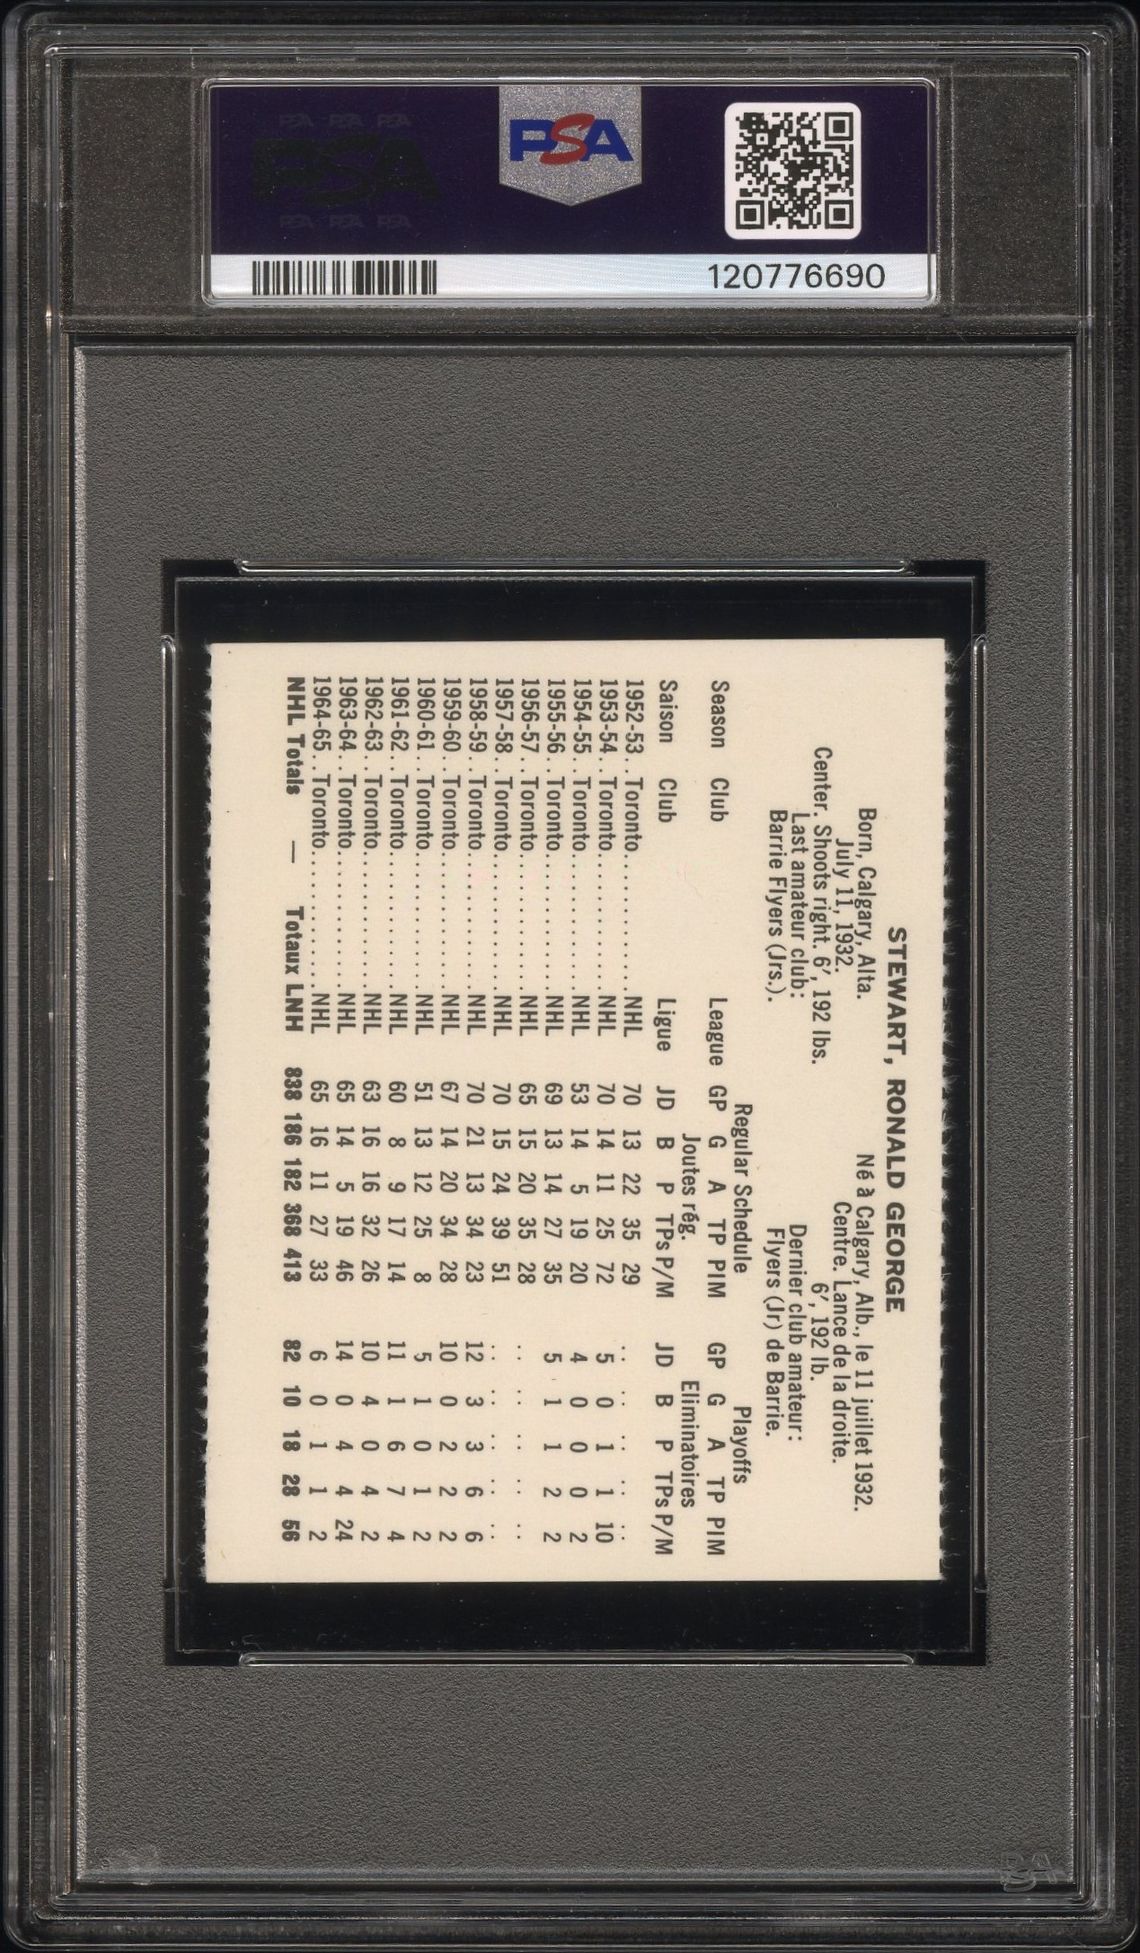 PSA
PSA PSA PSA
PSA
PSA PSA PSA
120776690
STEWART, RONALD GEORGE
Born, Calgary, Alta.
July 11, 1932.
Center. Shoots right. 6′, 192 lbs.
Last amateur club:
Barrie Flyers (Jrs.).
Né à Calgary, Alb., le 11 juillet 1932.
Centre. Lance de la droite.
6′, 192 lb.
Dernier club amateur:
Flyers (Jr) de Barrie.
Regular Schedule Playoffs
Season Club League GP G A TP PIM GP G A TP PIM
Joutes rég. Eliminatoires
Saison Club Ligue JD B P TPs P/M JD B P TPs P/M
1952-53..Toronto..............NHL 70 13 22 35 29 .. .. .. .. ..
1953-54..Toronto..............NHL 70 14 11 25 72 5 0 1 1 10
1954-55..Toronto..............NHL 53 14 5 19 20 4 0 0 0 2
1955-56..Toronto..............NHL 69 13 14 27 35 5 1 1 2 2
1956-57..Toronto..............NHL 65 15 20 35 28 .. .. .. .. ..
1957-58..Toronto..............NHL 70 15 24 39 51 .. .. .. .. ..
1958-59..Toronto..............NHL 70 21 13 34 23 12 3 3 6 6
1959-60..Toronto..............NHL 67 14 20 34 28 10 0 2 2 2
1960-61..Toronto..............NHL 51 13 12 25 8 5 1 0 1 2
1961-62..Toronto..............NHL 60 8 9 17 14 11 1 6 7 4
1962-63..Toronto..............NHL 63 16 16 32 26 10 4 0 4 2
1963-64..Toronto..............NHL 65 14 5 19 46 14 0 4 4 24
1964-65..Toronto..............NHL 65 16 11 27 33 6 0 1 1 2
NHL Totals — Totaux LNH 838 186 182 368 413 82 10 18 28 56
PSA